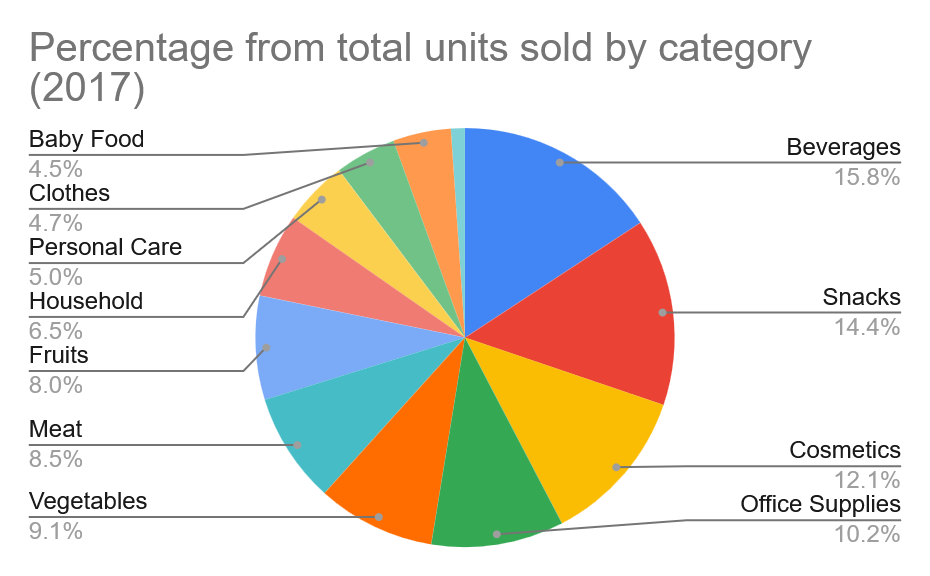 Percentage from total units sold by category
(2017)
Baby Food
4.5%
Clothes
4.7%
Personal Care
5.0%
Household
6.5%
Fruits
8.0%
Meat
8.5%
Vegetables
9.1%
Beverages
15.8%
Snacks
14.4%
Cosmetics
12.1%
Office Supplies
10.2%